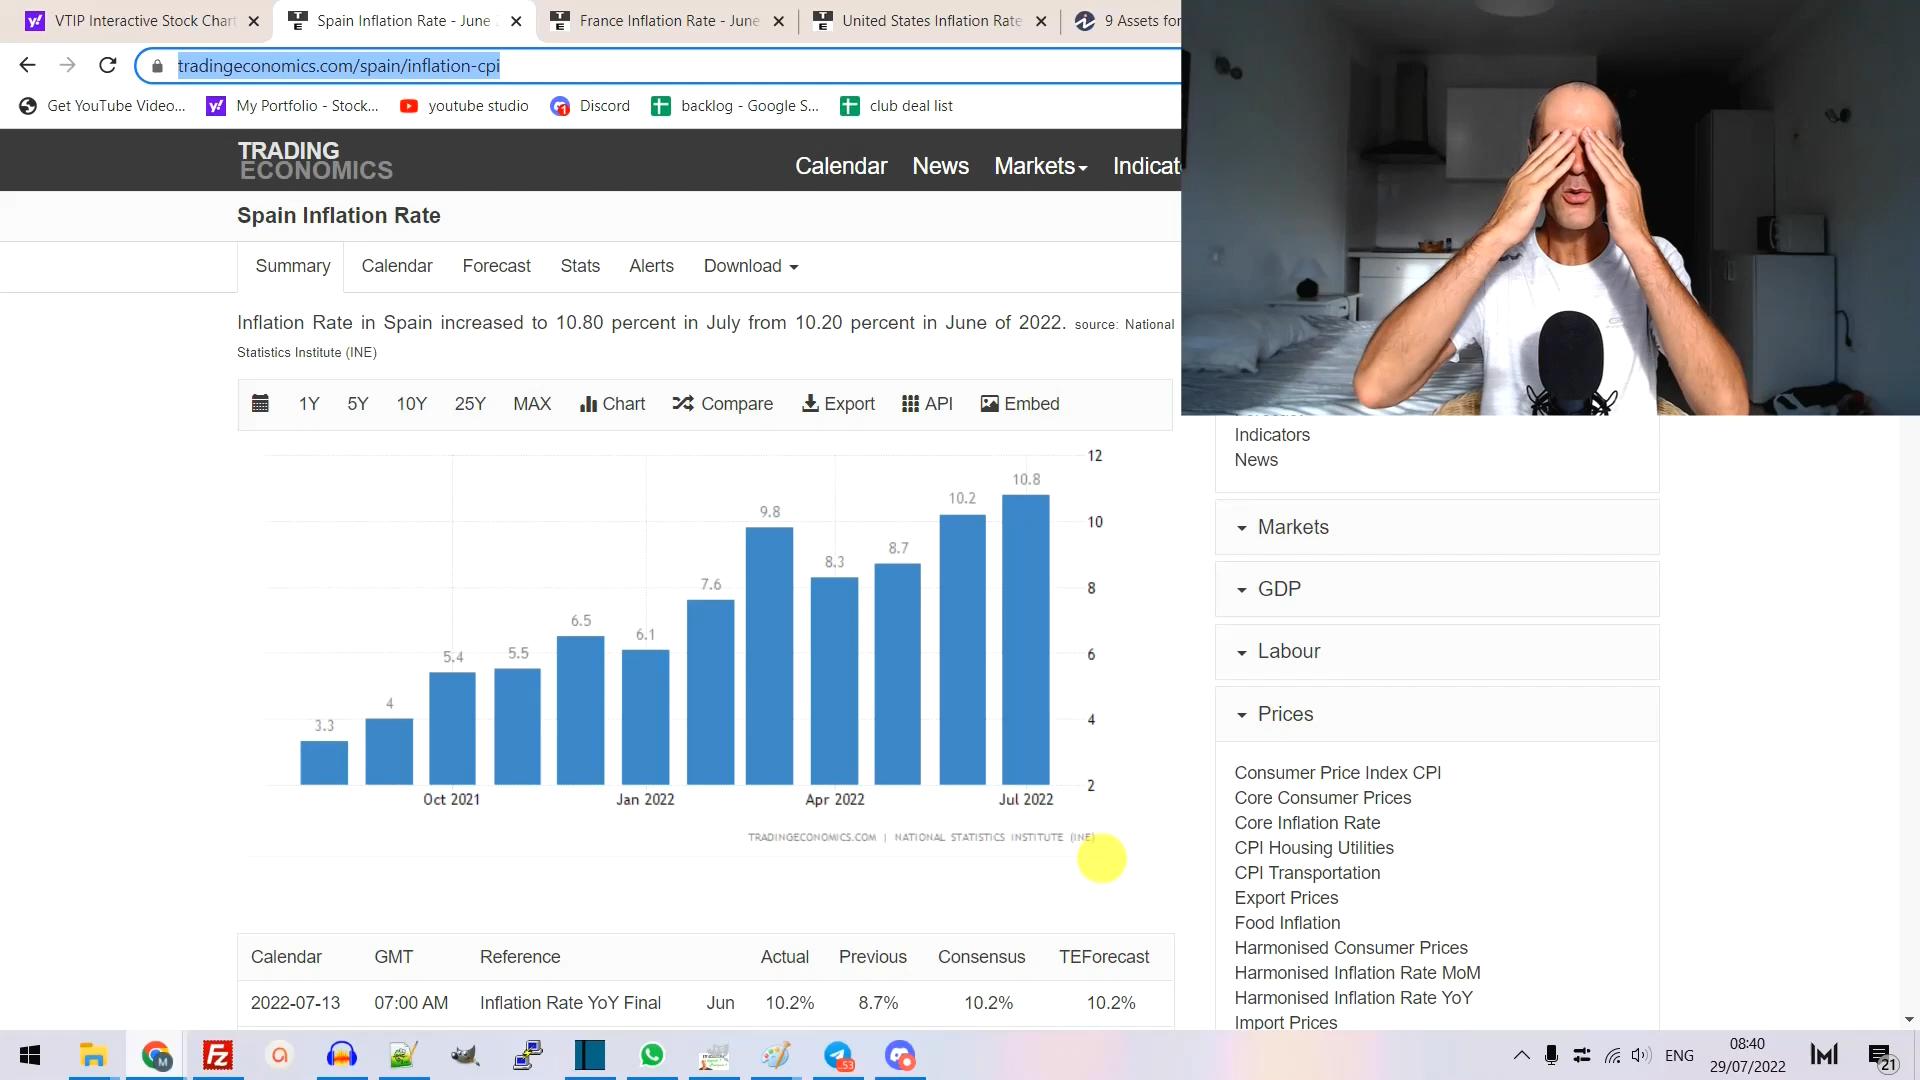 VTIP Interactive Stock Chart
Spain Inflation Rate - June
France Inflation Rate - June
United States Inflation Rate
9 Assets for
tradingeconomics.com/spain/inflation-cpi
Get YouTube Video...
My Portfolio - Stock...
youtube studio
Discord
backlog - Google S...
club deal list
TRADING
ECONOMICS
Calendar
News
Markets
Indicat
Spain Inflation Rate
Summary
Calendar
Forecast
Stats
Alerts
Download
Inflation Rate in Spain increased to 10.80 percent in July from 10.20 percent in June of 2022. source: National
Statistics Institute (INE)
1Y
5Y
10Y
25Y
MAX
Chart
Compare
Export
API
Embed
12
10
8
6
4
2
3.3
4
5.4
5.5
6.5
6.1
7.6
9.8
8.3
8.7
10.2
10.8
Oct 2021
Jan 2022
Apr 2022
Jul 2022
TRADINGECONOMICS.COM | NATIONAL STATISTICS INSTITUTE (INE)
Calendar GMT Reference Actual Previous Consensus TEForecast
2022-07-13 07:00 AM Inflation Rate YoY Final Jun 10.2% 8.7% 10.2% 10.2%
Indicators
News
Markets
GDP
Labour
Prices
Consumer Price Index CPI
Core Consumer Prices
Core Inflation Rate
CPI Housing Utilities
CPI Transportation
Export Prices
Food Inflation
Harmonised Consumer Prices
Harmonised Inflation Rate MoM
Harmonised Inflation Rate YoY
Import Prices
53
ENG
08:40
29/07/2022
21